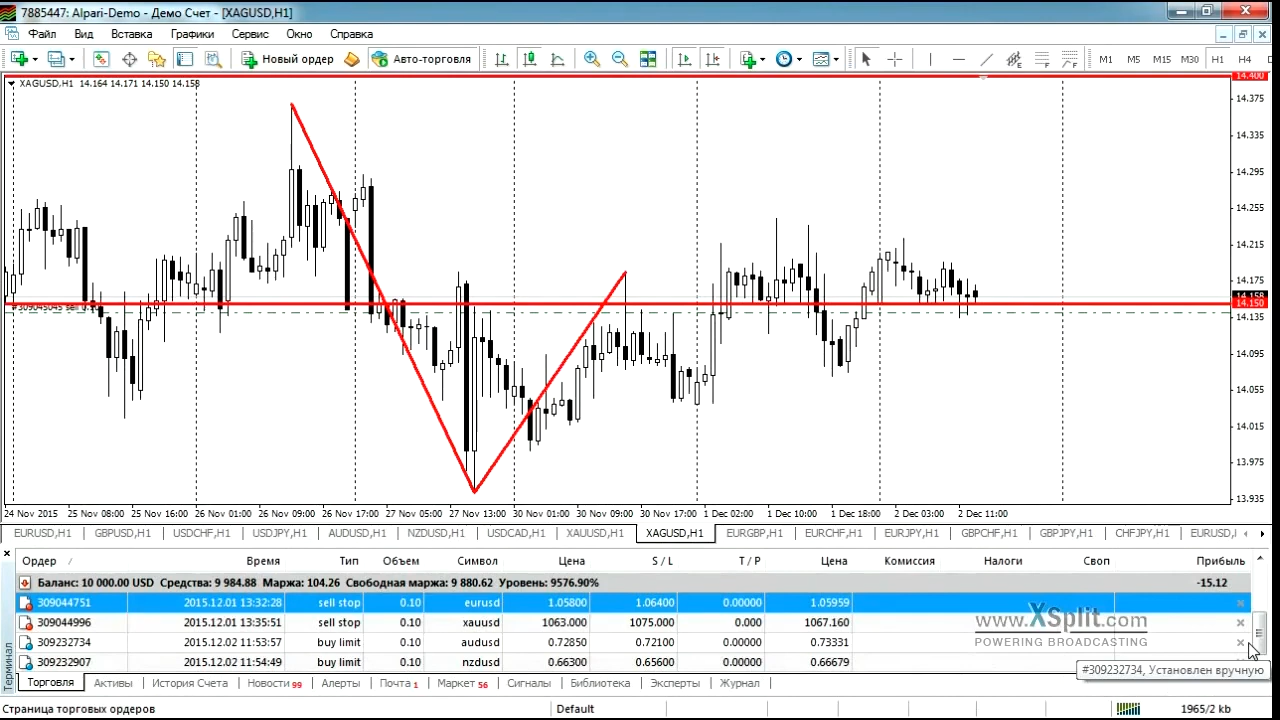 7885447: Alpari-Demo - Демо Счет - [XAGUSD,H1]
Файл Вид Вставка Графики Сервис Окно Справка
Новый ордер Авто-торговля M1 M5 M15 M30 H1 H4
XAGUSD,H1 14.164 14.171 14.150 14.158
14.400
14.375
14.335
14.295
14.255
14.215
14.175
14.158
14.150
#309045045 sell 0.50
14.135
14.095
14.055
14.015
13.975
13.935
24 Nov 2015 25 Nov 08:00 25 Nov 16:00 26 Nov 09:00 26 Nov 17:00 27 Nov 05:00 27 Nov 13:00 30 Nov 01:00 30 Nov 09:00 30 Nov 17:00 1 Dec 02:00 1 Dec 10:00 1 Dec 18:00 2 Dec 03:00 2 Dec 11:00
EURUSD,H1 GBPUSD,H1 USDCHF,H1 USDJPY,H1 AUDUSD,H1 NZDUSD,H1 USDCAD,H1 XAUUSD,H1 XAGUSD,H1 EURGBP,H1 EURCHF,H1 EURJPY,H1 GBPCHF,H1 GBPJPY,H1 CHFJPY,H1 EURUSD,
Ордер / Время Тип Объем Символ Цена S / L T / P Цена Комиссия Налоги Своп Прибыль
Баланс: 10 000.00 USD Средства: 9 984.88 Маржа: 104.26 Свободная маржа: 9 880.62 Уровень: 9576.90% -15.12
309044751 2015.12.01 13:32:28 sell stop 0.10 eurusd 1.05800 1.06400 0.00000 1.05959
309044996 2015.12.01 13:35:51 sell stop 0.10 xauusd 1063.000 1075.000 0.000 1067.160
309232734 2015.12.02 11:53:57 buy limit 0.10 audusd 0.72850 0.72100 0.00000 0.73331
309232907 2015.12.02 11:54:49 buy limit 0.10 nzdusd 0.66300 0.65600 0.00000 0.66679
www.XSplit.com
POWERING BROADCASTING
#309232734, Установлен вручную
Терминал
Торговля Активы История Счета Новости 99 Алерты Почта 1 Маркет 56 Сигналы Библиотека Эксперты Журнал
Страница торговых ордеров Default 1965/2 kb